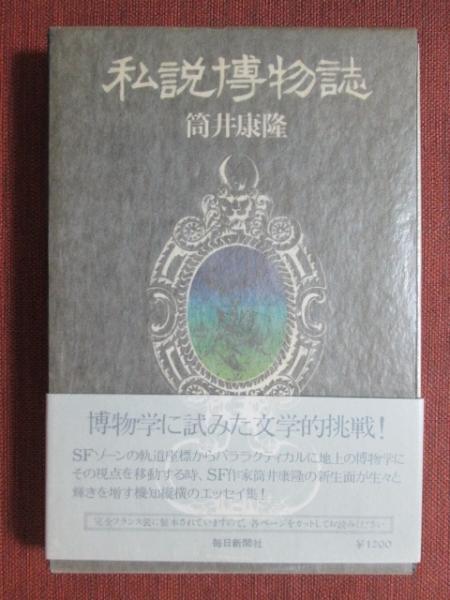 私説博物誌
筒井康隆
博物学に試みた文学的挑戦!
SFゾーンの軌道座標からパララクティカルに地上の博物学に
その視点を移動する時、SF作家筒井康隆の新生面が生々と
輝きを増す機知縦横のエッセイ集!
完全フランス装に製本されていますので、各ページをカットしてお読みください
毎日新聞社
¥1200